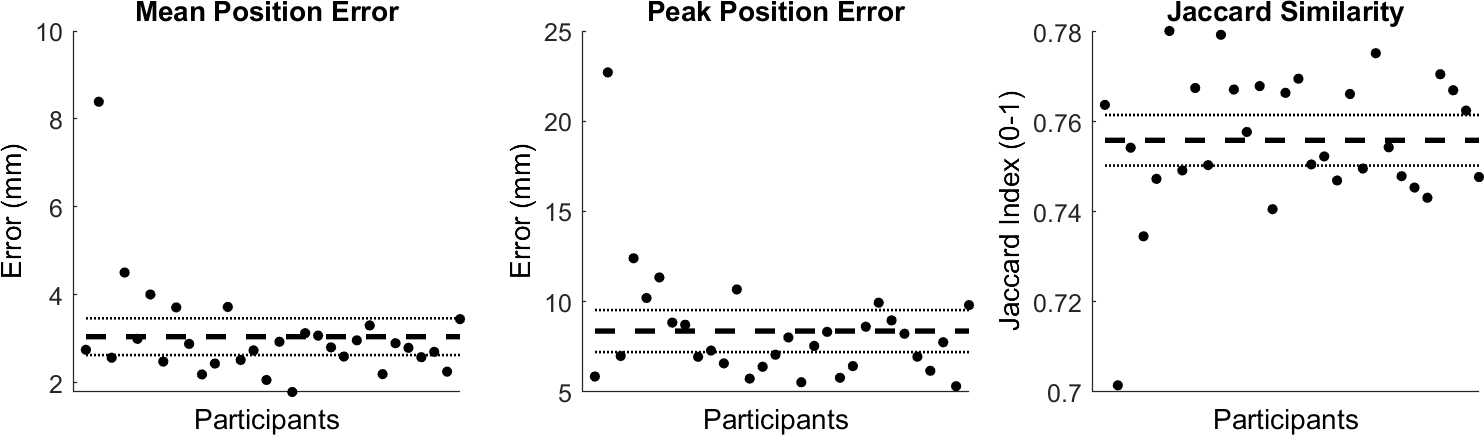 Mean Position Error
10
8
6
4
2
Error (mm)
Participants
Peak Position Error
25
20
15
10
5
Error (mm)
Participants
Jaccard Similarity
0.78
0.76
0.74
0.72
0.7
Jaccard Index (0-1)
Participants